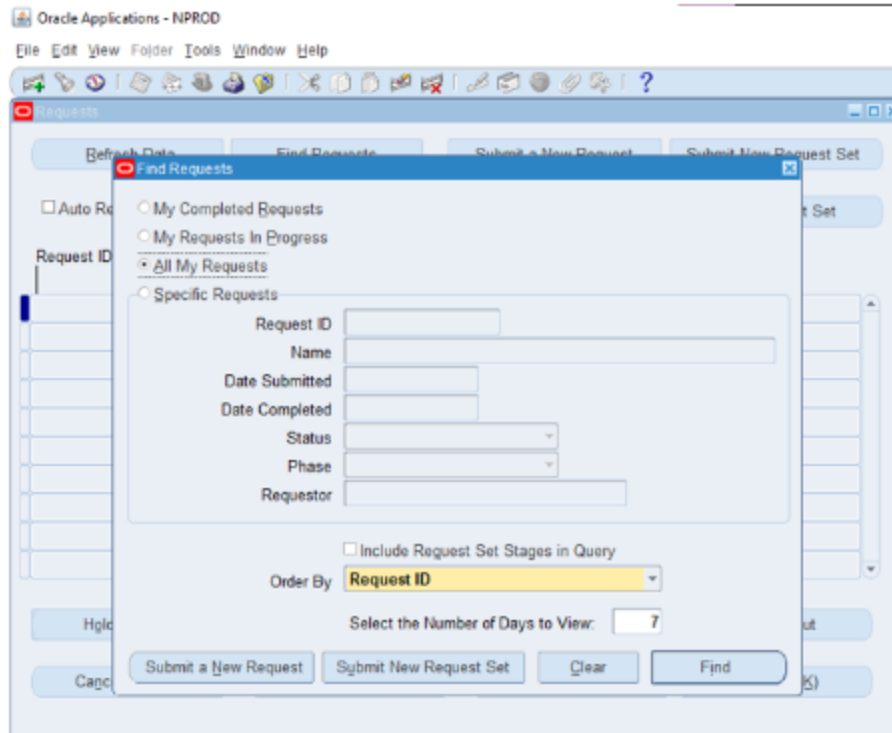 Oracle Applications - NPROD
File Edit View Folder Tools Window Help
Requests
Refresh Data Find Requests Submit a New Request Submit New Request Set
Find Requests
Auto Re My Completed Requests t Set
My Requests In Progress
Request ID All My Requests
Specific Requests
Request ID
Name
Date Submitted
Date Completed
Status
Phase
Requestor
Include Request Set Stages in Query
Order By Request ID
Hold Select the Number of Days to View: 7 ut
Submit a New Request Submit New Request Set Clear Find
Canc K)